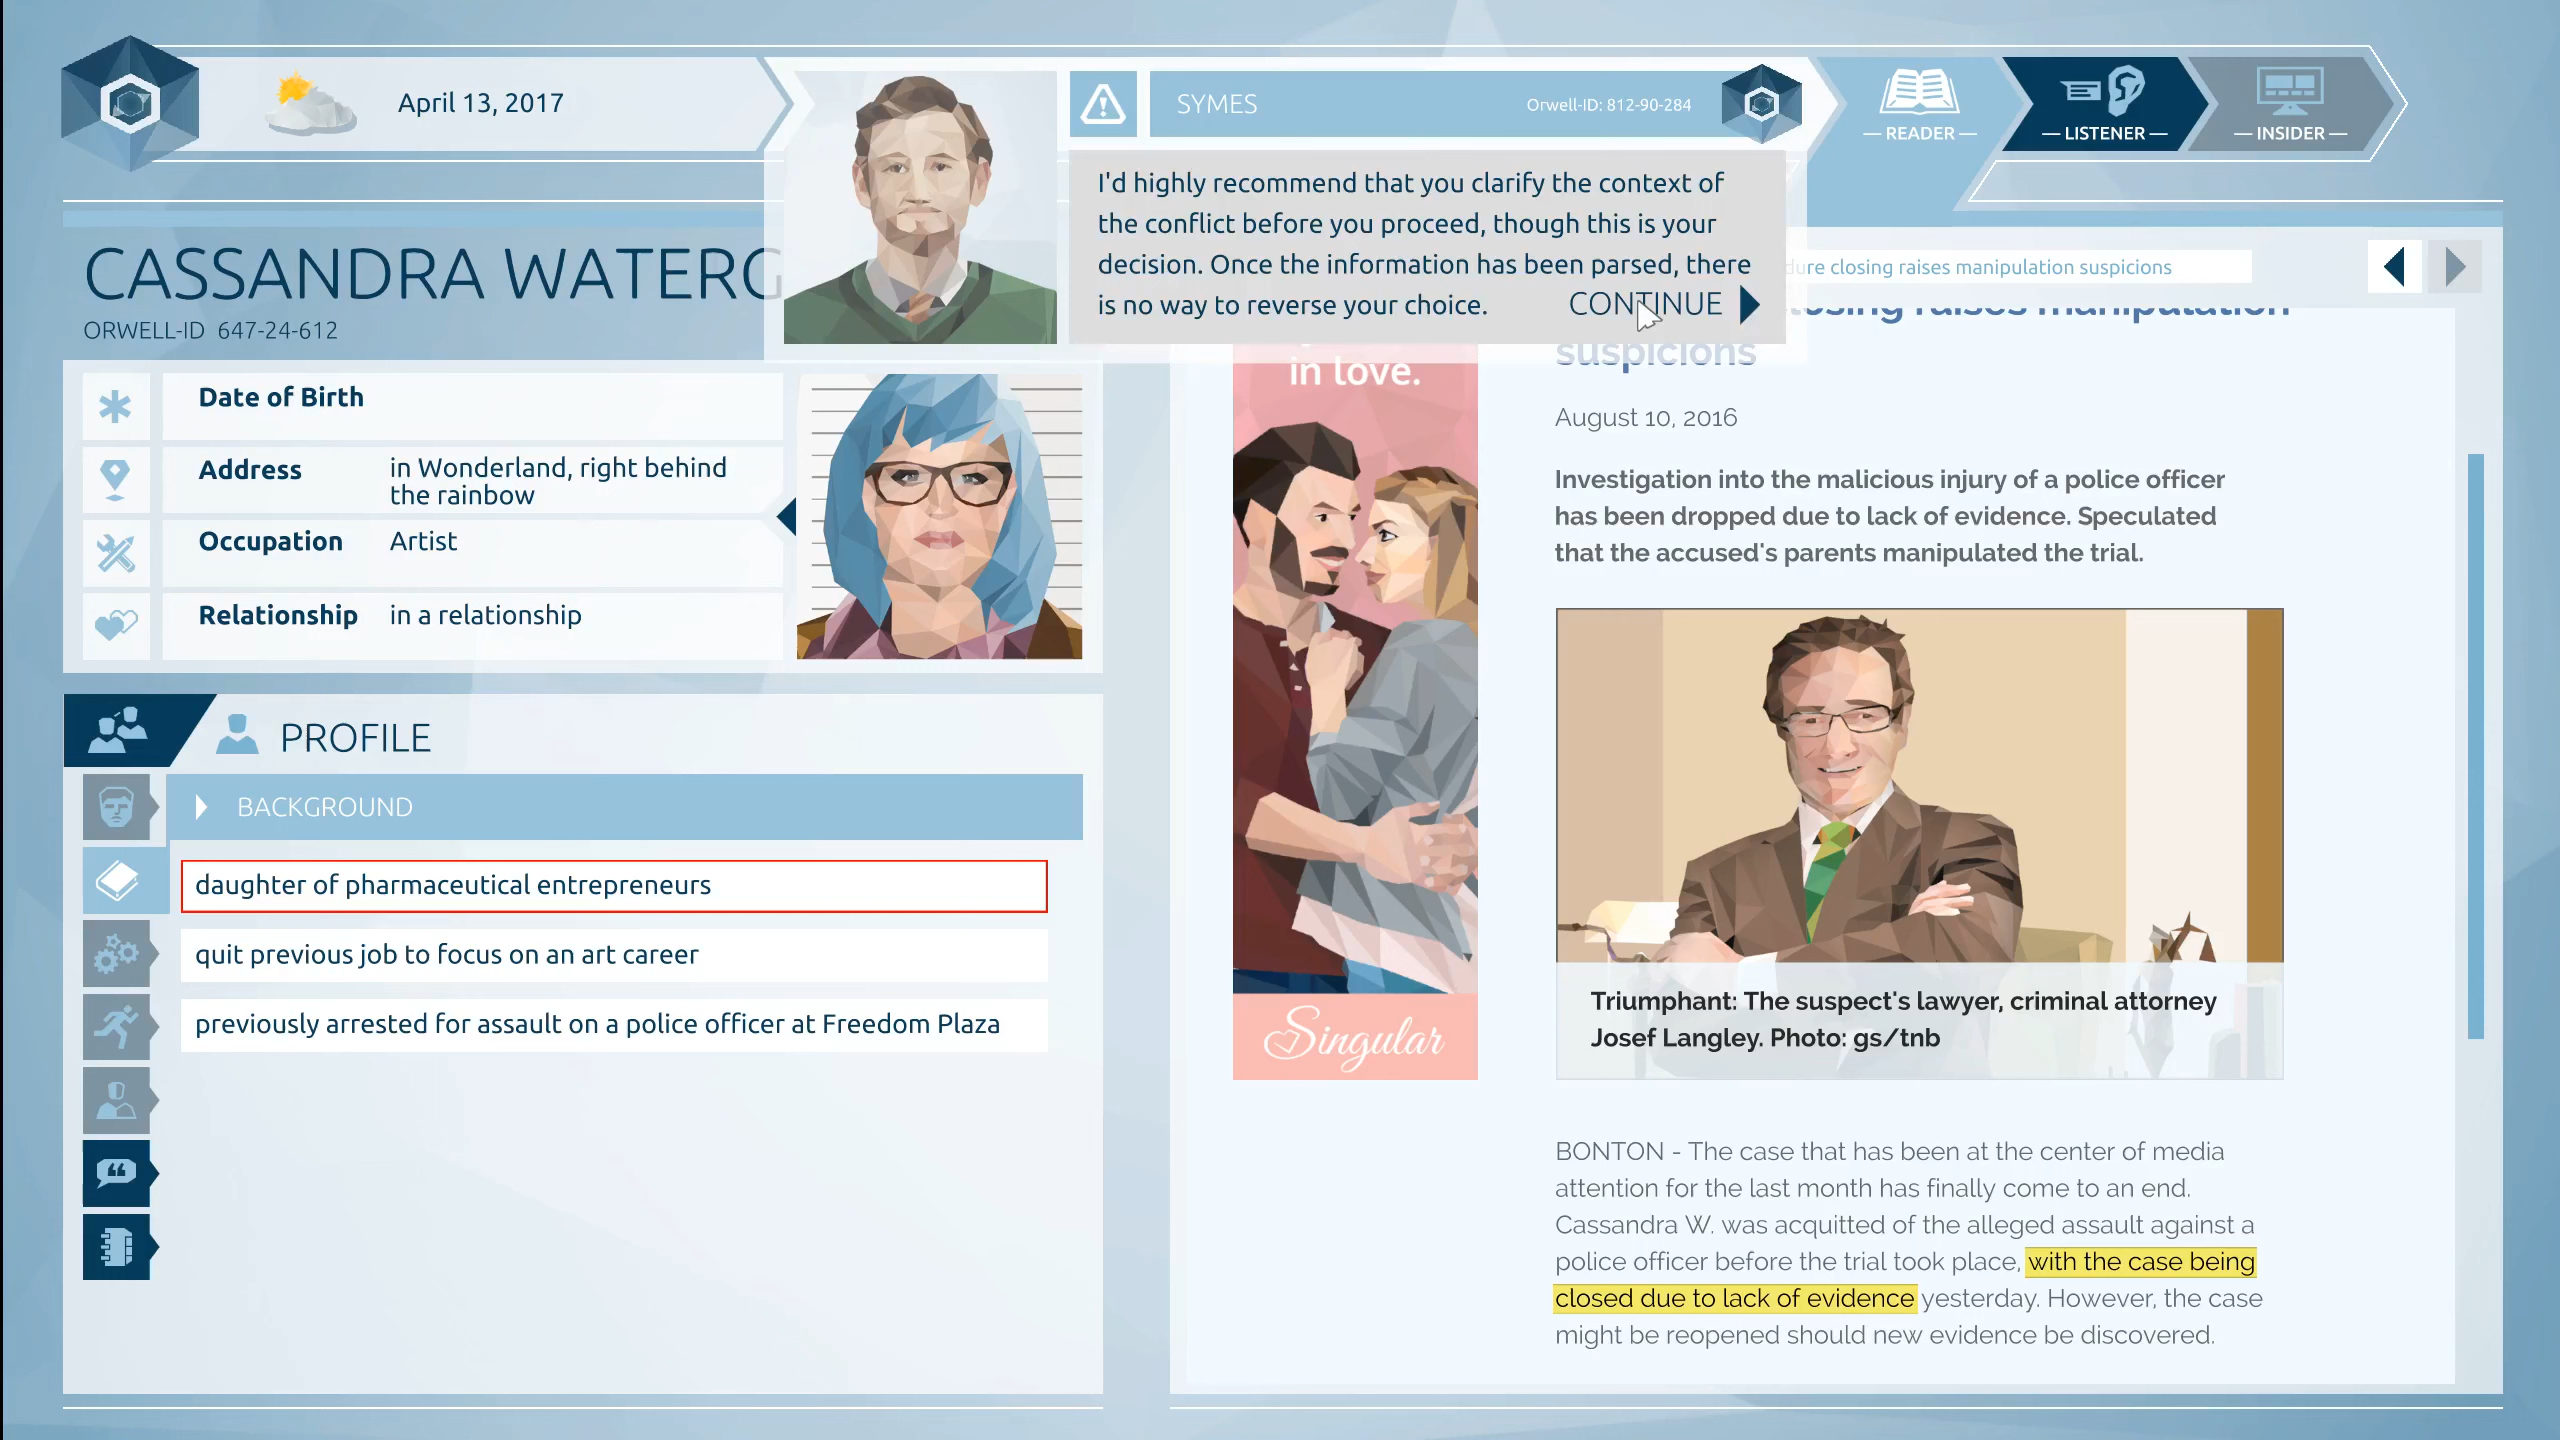 April 13, 2017
SYMES
Orwell-ID: 812-90-284
I'd highly recommend that you clarify the context of
the conflict before you proceed, though this is your
decision. Once the information has been parsed, there
is no way to reverse your choice.
CONTINUE
— READER —
— LISTENER —
— INSIDER —
CASSANDRA WATERG
ORWELL-ID 647-24-612
Date of Birth
Address in Wonderland, right behind
the rainbow
Occupation Artist
Relationship in a relationship
PROFILE
BACKGROUND
daughter of pharmaceutical entrepreneurs
quit previous job to focus on an art career
previously arrested for assault on a police officer at Freedom Plaza
closing raises manipulation suspicions
in love.
Singular
losing raises manipulation
suspicions
August 10, 2016
Investigation into the malicious injury of a police officer
has been dropped due to lack of evidence. Speculated
that the accused's parents manipulated the trial.
Triumphant: The suspect's lawyer, criminal attorney
Josef Langley. Photo: gs/tnb
BONTON - The case that has been at the center of media
attention for the last month has finally come to an end.
Cassandra W. was acquitted of the alleged assault against a
police officer before the trial took place, with the case being
closed due to lack of evidence yesterday. However, the case
might be reopened should new evidence be discovered.